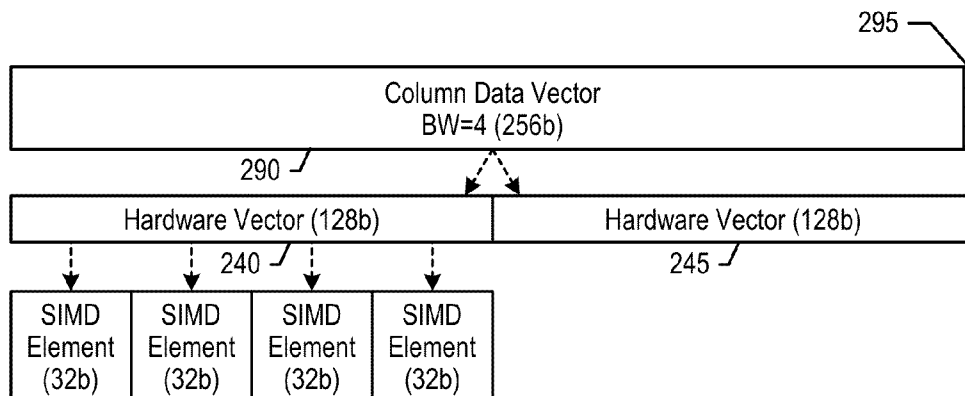 295
Column Data Vector
BW=4 (256b)
290
Hardware Vector (128b) Hardware Vector (128b)
240 245
SIMD SIMD SIMD SIMD
Element Element Element Element
(32b) (32b) (32b) (32b)